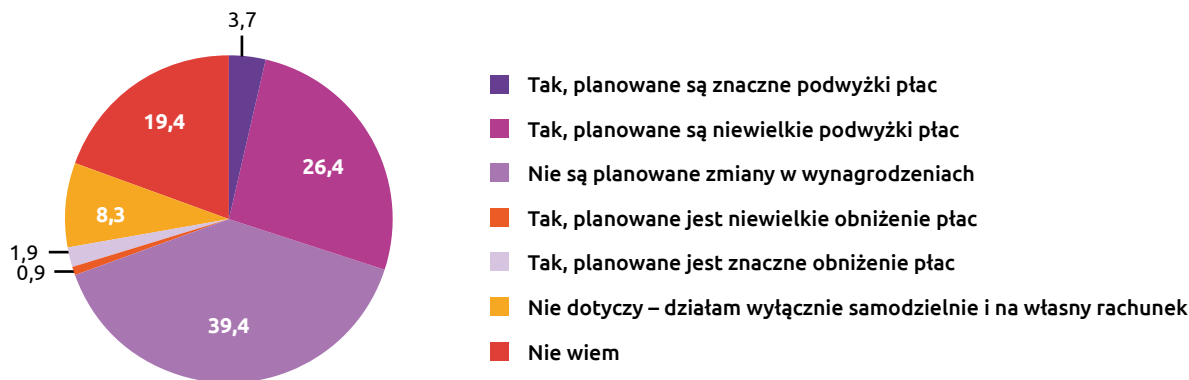 3,7
19,4
26,4
8,3
1,9
0,9
39,4
Tak, planowane są znaczne podwyżki płac
Tak, planowane są niewielkie podwyżki płac
Nie są planowane zmiany w wynagrodzeniach
Tak, planowane jest niewielkie obniżenie płac
Tak, planowane jest znaczne obniżenie płac
Nie dotyczy – działam wyłącznie samodzielnie i na własny rachunek
Nie wiem